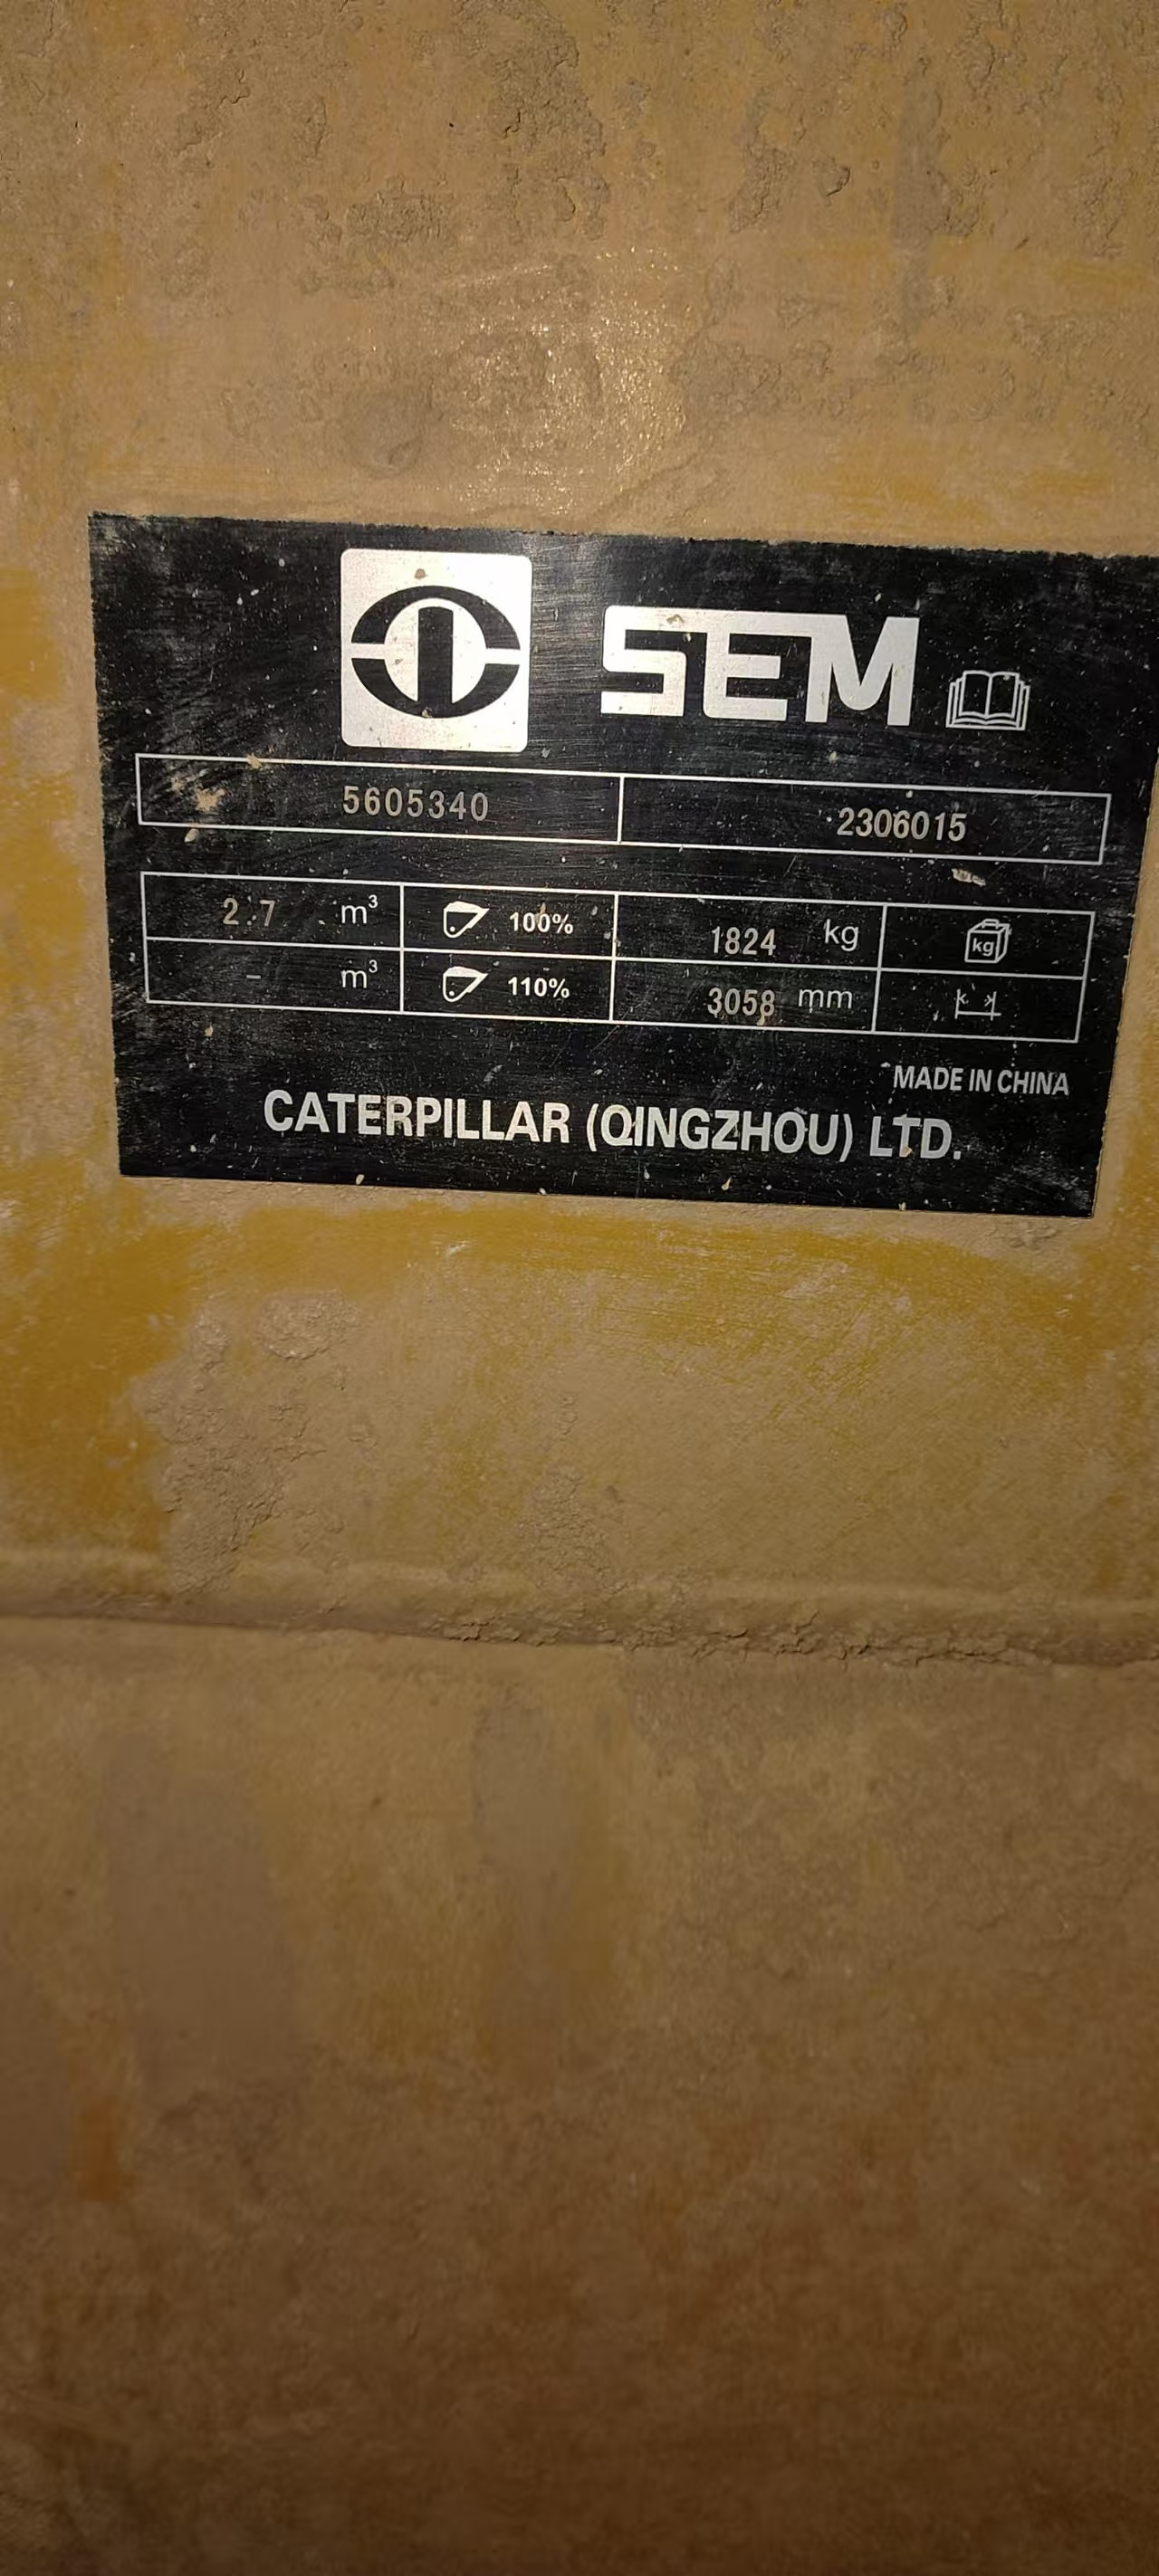 SEM
5605340 2306015
2.7 m³ 100% 1824 kg kg
- m³ 110% 3058 mm
MADE IN CHINA
CATERPILLAR (QINGZHOU) LTD.